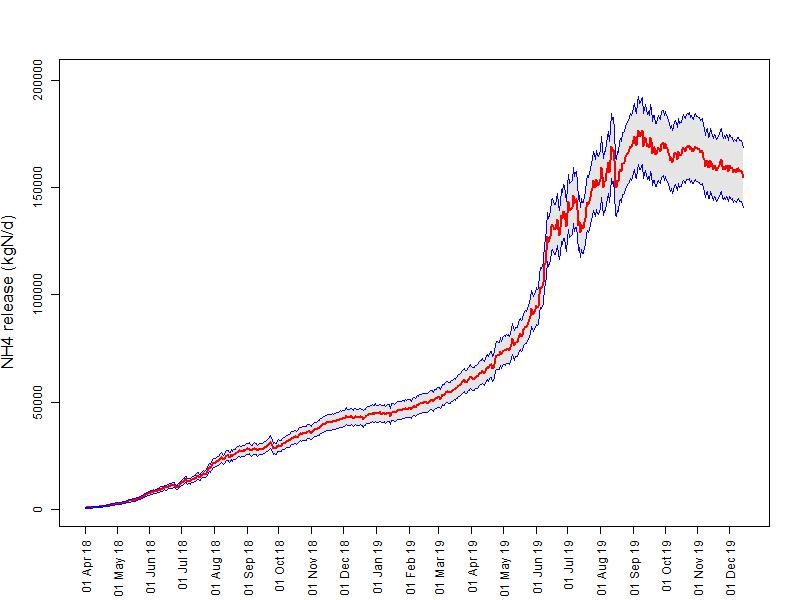 NH4 release (kgN/d)
200000
150000
100000
50000
0
01 Apr 18
01 May 18
01 Jun 18
01 Jul 18
01 Aug 18
01 Sep 18
01 Oct 18
01 Nov 18
01 Dec 18
01 Jan 19
01 Feb 19
01 Mar 19
01 Apr 19
01 May 19
01 Jun 19
01 Jul 19
01 Aug 19
01 Sep 19
01 Oct 19
01 Nov 19
01 Dec 19